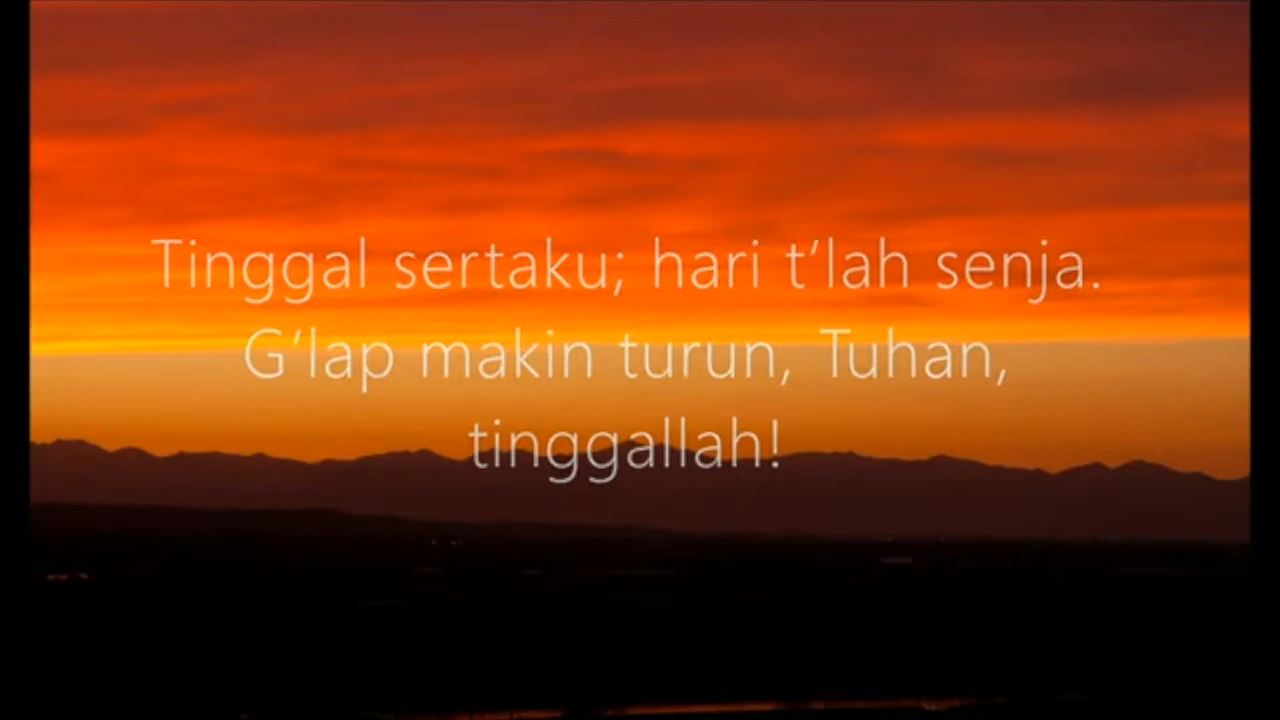 Tinggal sertaku; hari t‘lah senja.
G‘lap makin turun, Tuhan,
tinggallah!